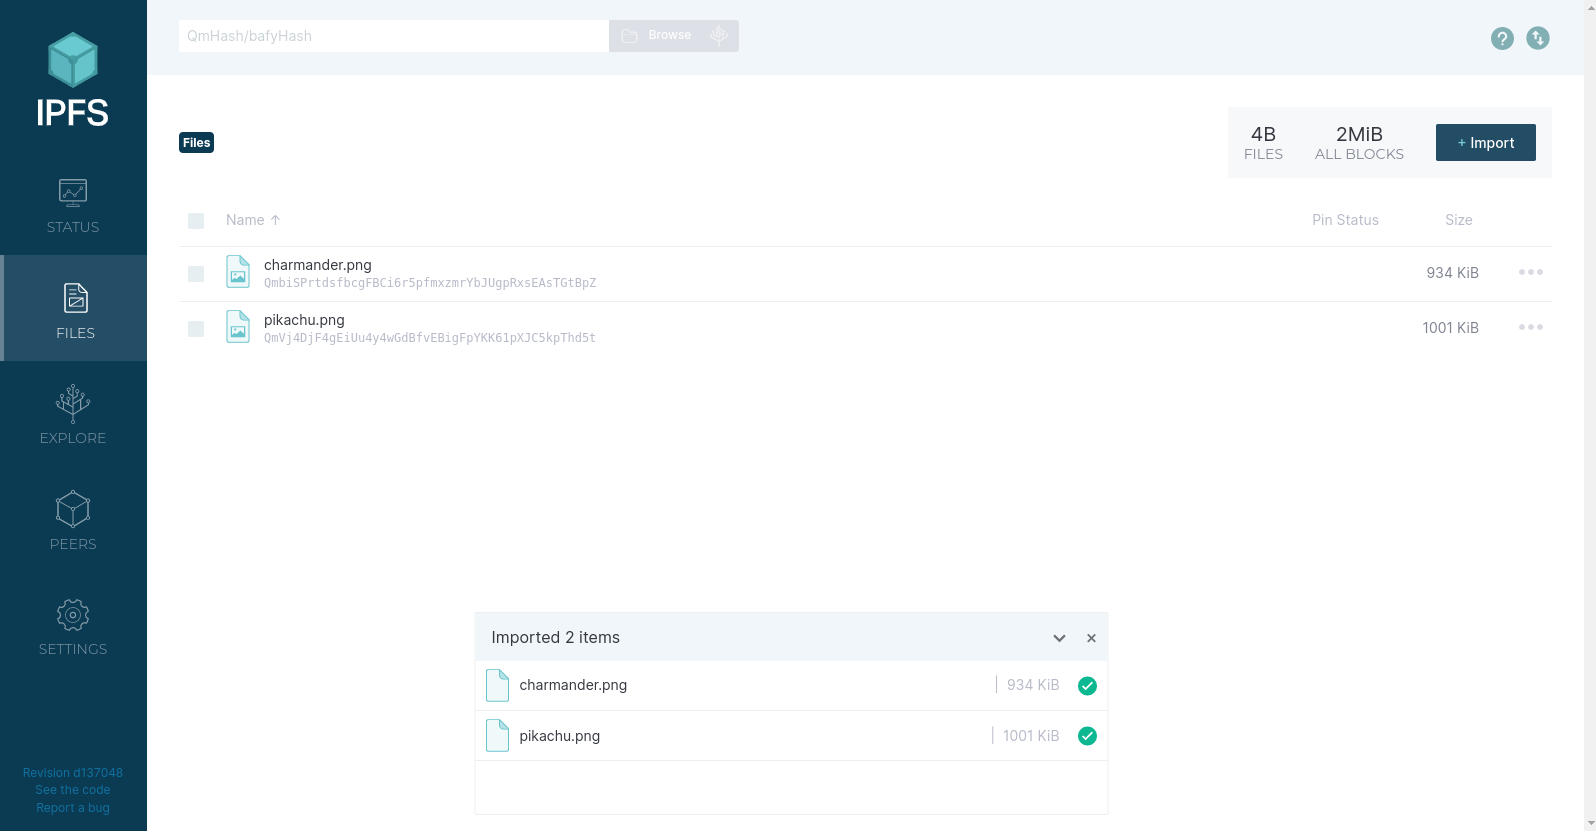 QmHash/bafyHash
Browse
IPFS
Files
4B
FILES
2MiB
ALL BLOCKS
+ Import
STATUS
FILES
EXPLORE
PEERS
SETTINGS
Name ↑
Pin Status
Size
charmander.png
QmbiSPrtdsfbcgFBCi6r5pfmxzmrYbJUgpRxsEAsTGtBpZ
934 KiB
pikachu.png
QmVj4DjF4gEiUu4y4wGdBfvEBigFpYKK61pXJC5kpThd5t
1001 KiB
Imported 2 items
charmander.png
934 KiB
pikachu.png
1001 KiB
Revision d137048
See the code
Report a bug